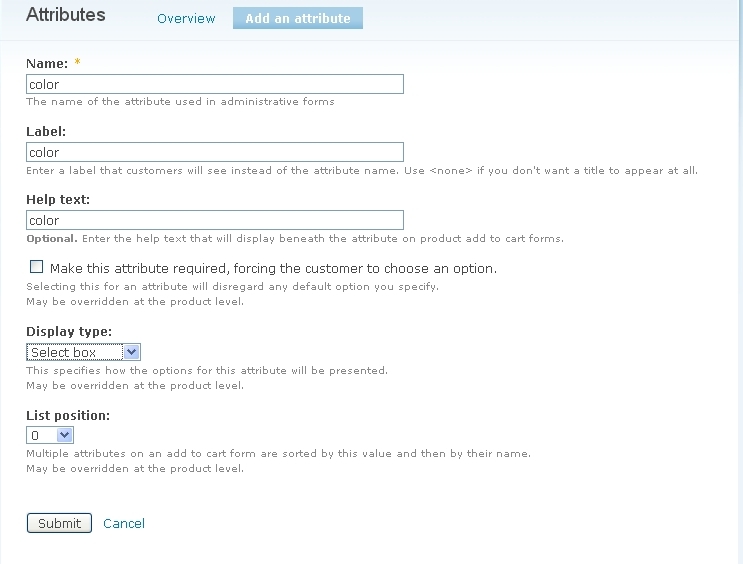 Attributes
Overview
Add an attribute
Name: *
color
The name of the attribute used in administrative forms
Label:
color
Enter a label that customers will see instead of the attribute name. Use <none> if you don't want a title to appear at all.
Help text:
color
Optional. Enter the help text that will display beneath the attribute on product add to cart forms.
Make this attribute required, forcing the customer to choose an option.
Selecting this for an attribute will disregard any default option you specify.
May be overridden at the product level.
Display type:
Select box
This specifies how the options for this attribute will be presented.
May be overridden at the product level.
List position:
0
Multiple attributes on an add to cart form are sorted by this value and then by their name.
May be overridden at the product level.
Submit
Cancel